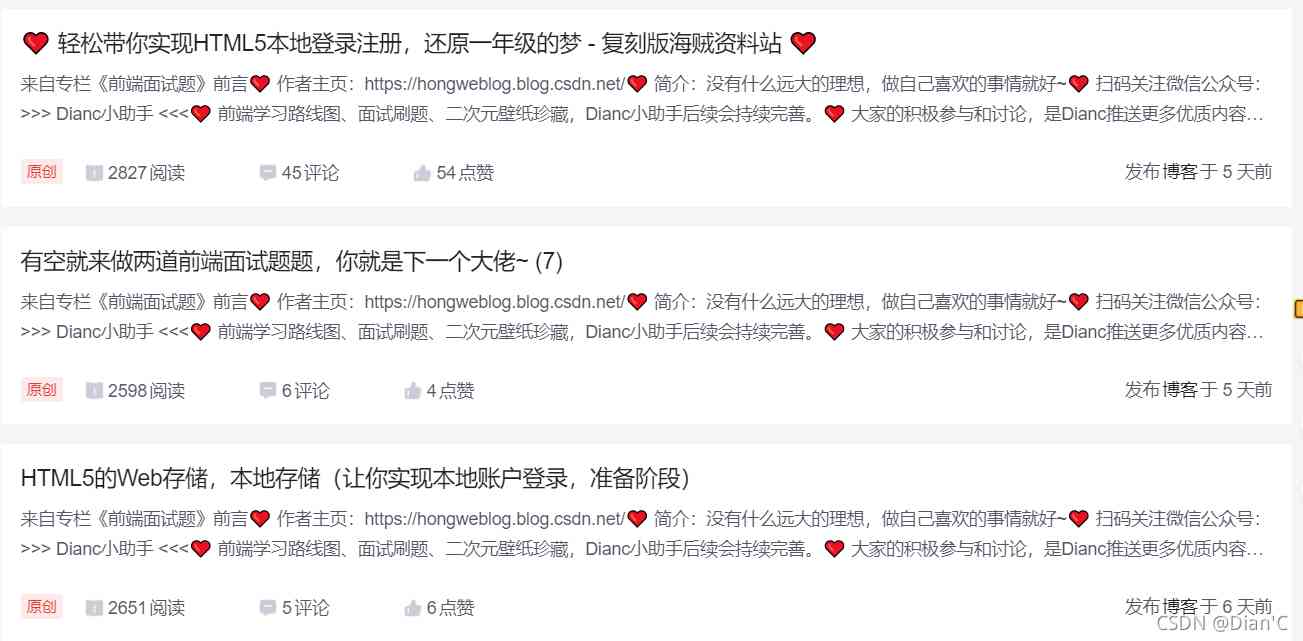 ❤ 轻松带你实现HTML5本地登录注册，还原一年级的梦 - 复刻版海贼资料站 ❤
来自专栏《前端面试题》前言❤ 作者主页：https://hongweblog.blog.csdn.net/❤ 简介：没有什么远大的理想，做自己喜欢的事情就好~❤ 扫码关注微信公众号：
>>> Dianc小助手 <<<❤ 前端学习路线图、面试刷题、二次元壁纸珍藏，Dianc小助手后续会持续完善。❤ 大家的积极参与和讨论，是Dianc推送更多优质内容…
原创 2827阅读 45评论 54点赞 发布博客于 5 天前
有空就来做两道前端面试题题，你就是下一个大佬~ (7)
来自专栏《前端面试题》前言❤ 作者主页：https://hongweblog.blog.csdn.net/❤ 简介：没有什么远大的理想，做自己喜欢的事情就好~❤ 扫码关注微信公众号：
>>> Dianc小助手 <<<❤ 前端学习路线图、面试刷题、二次元壁纸珍藏，Dianc小助手后续会持续完善。❤ 大家的积极参与和讨论，是Dianc推送更多优质内容…
原创 2598阅读 6评论 4点赞 发布博客于 5 天前
HTML5的Web存储，本地存储（让你实现本地账户登录，准备阶段）
来自专栏《前端面试题》前言❤ 作者主页：https://hongweblog.blog.csdn.net/❤ 简介：没有什么远大的理想，做自己喜欢的事情就好~❤ 扫码关注微信公众号：
>>> Dianc小助手 <<<❤ 前端学习路线图、面试刷题、二次元壁纸珍藏，Dianc小助手后续会持续完善。❤ 大家的积极参与和讨论，是Dianc推送更多优质内容…
原创 2651阅读 5评论 6点赞 发布博客于 6 天前
CSDN @Dian'C